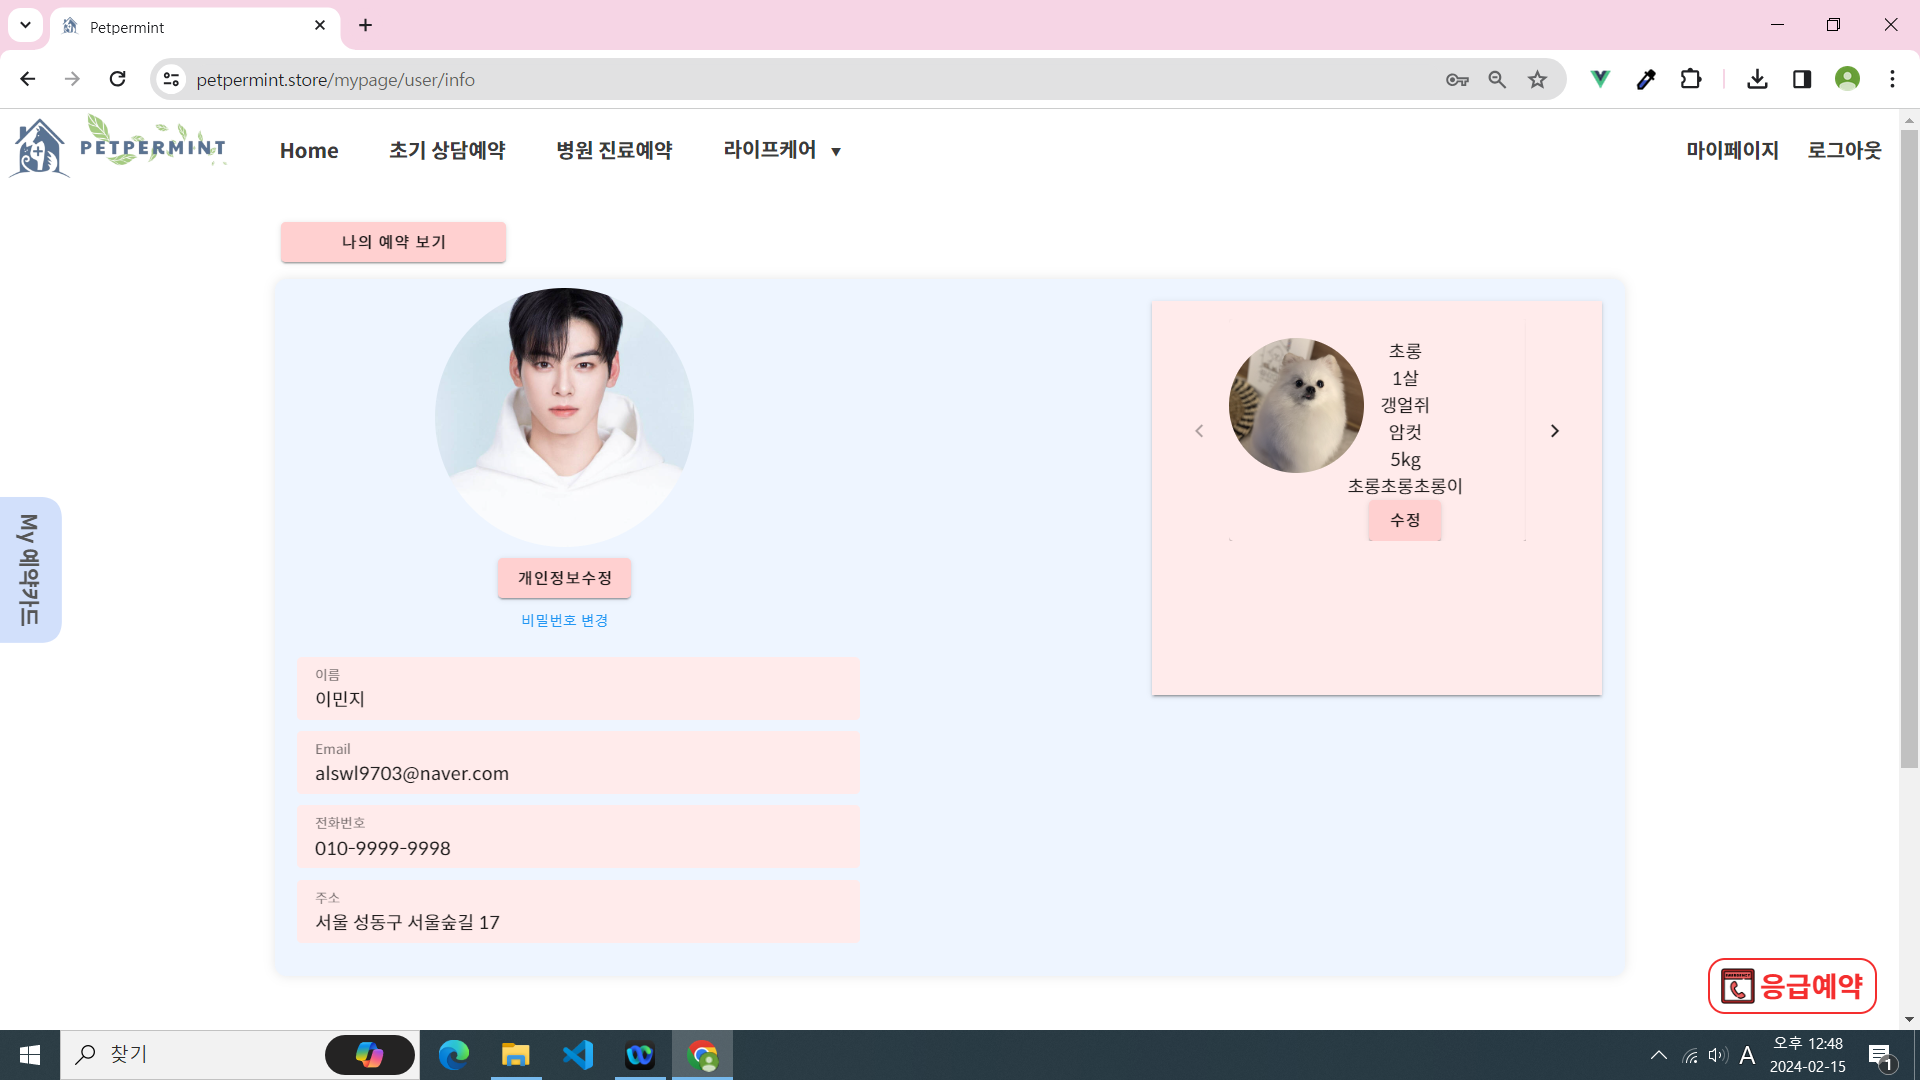 Petpermint
petpermint.store/mypage/user/info
PETPERMINT
Home
초기 상담예약
병원 진료예약
라이프케어 ▼
마이페이지
로그아웃
나의 예약 보기
초롱
1살
갱얼쥐
암컷
5kg
초롱초롱초롱이
수정
My 예약카드
개인정보수정
비밀번호 변경
이름
이민지
Email
alswl9703@naver.com
전화번호
010-9999-9998
주소
서울 성동구 서울숲길 17
응급예약
찾기
A
오후 12:48
2024-02-15
1